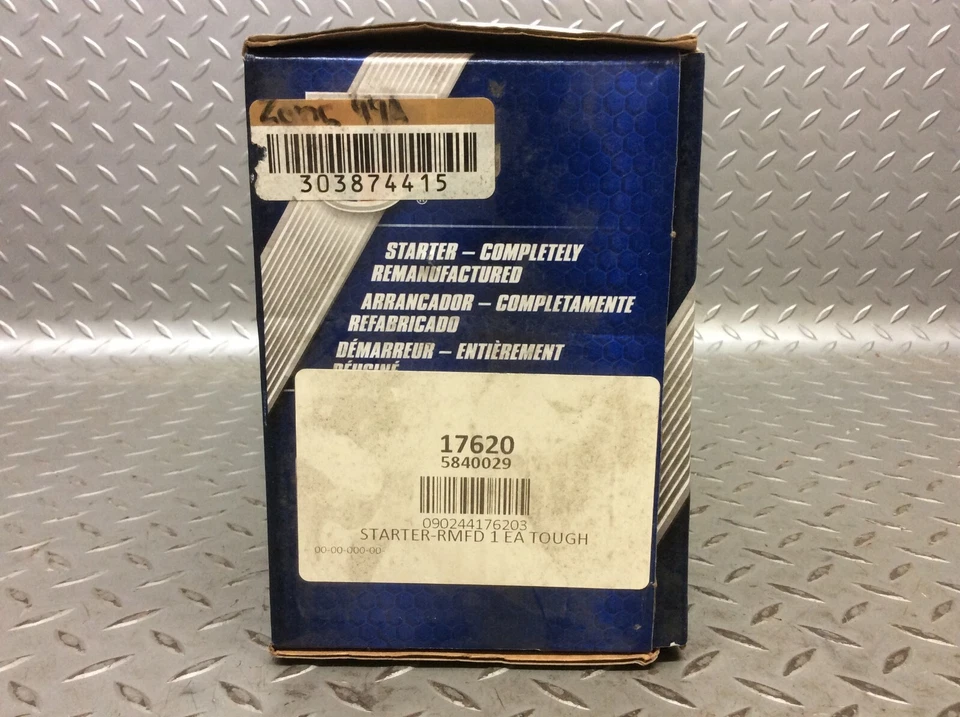 303874415
®
STARTER – COMPLETELY
REMANUFACTURED
ARRANCADOR – COMPLETAMENTE
REFABRICADO
DÉMARREUR – ENTIÈREMENT
RÉUSINÉ
17620
5840029
090244176203
STARTER-RMFD 1 EA TOUGH
00-00-000-00-